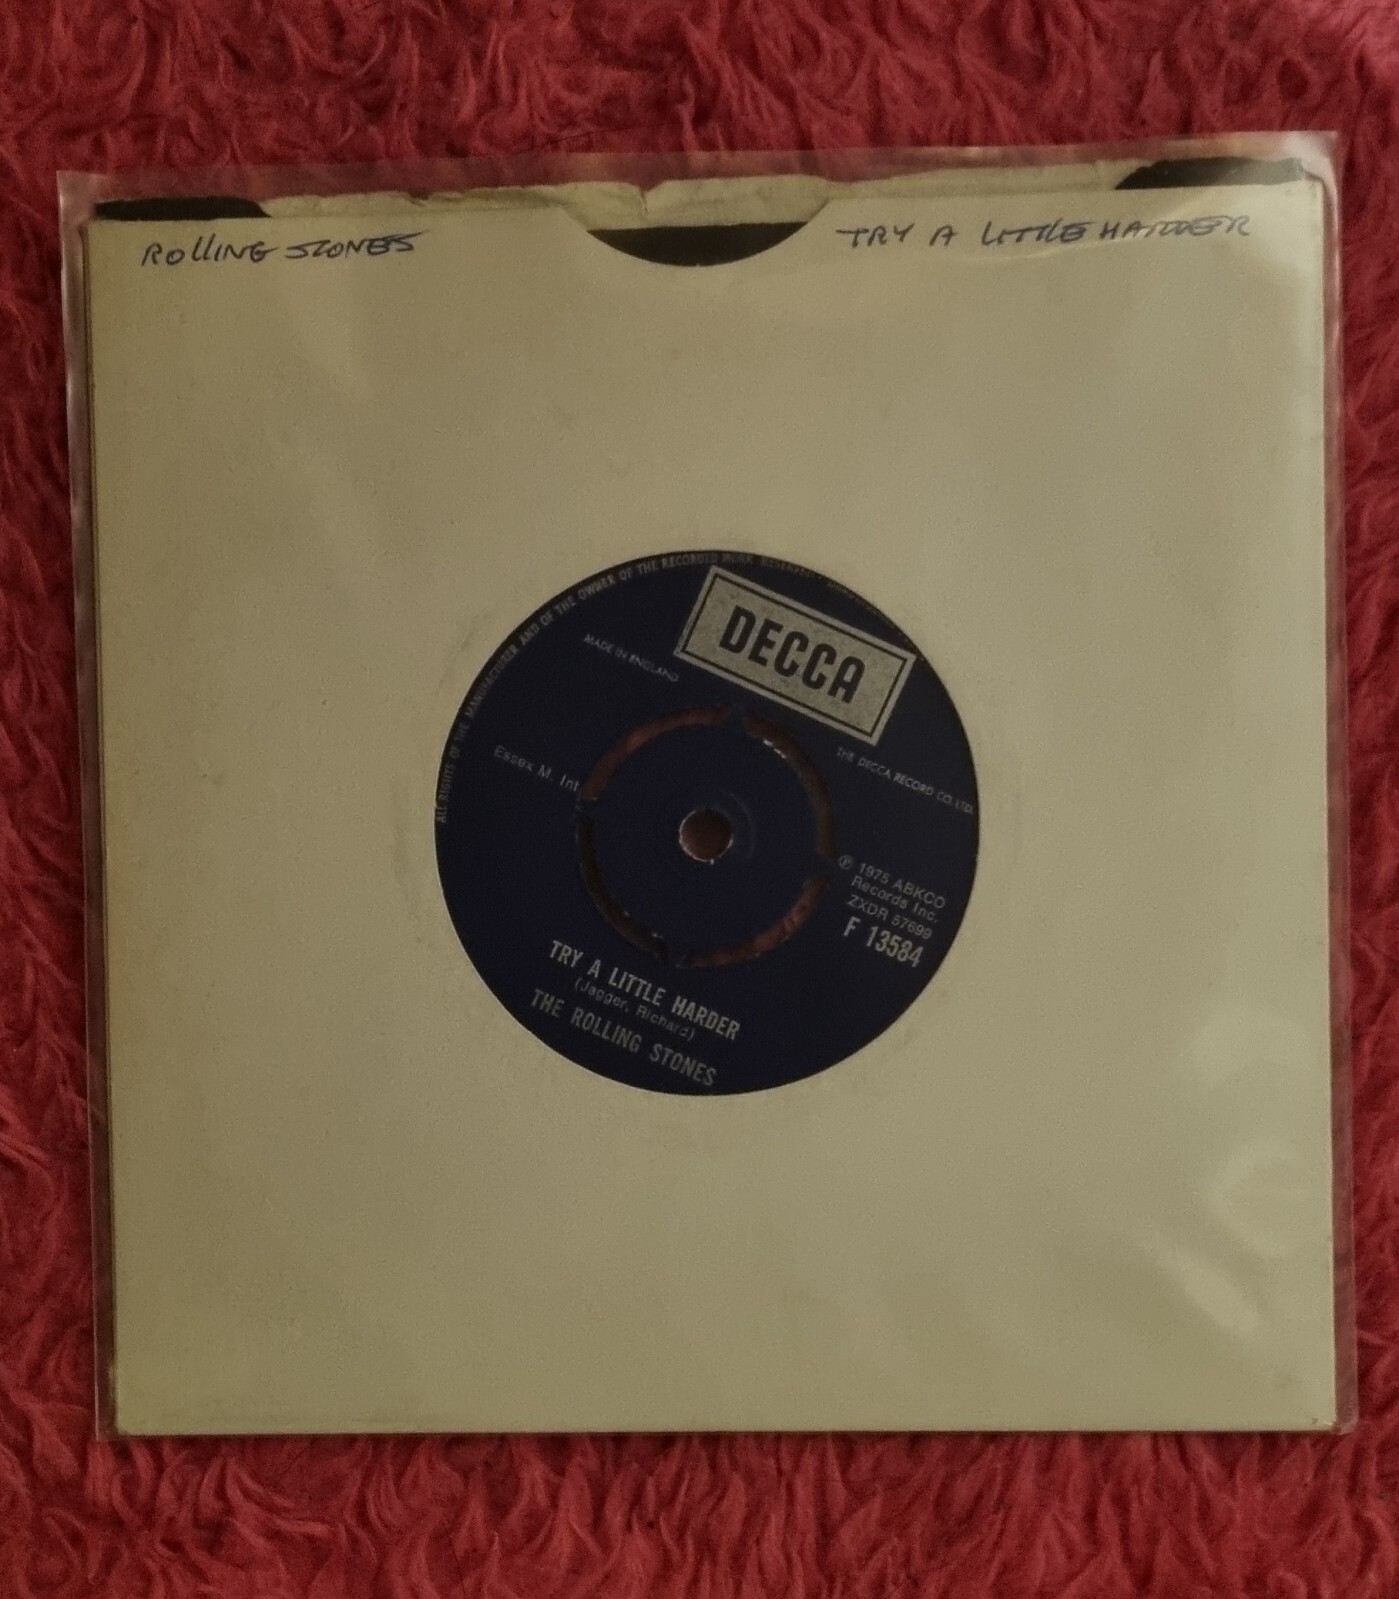 ROLLING STONES
TRY A LITTLE HARDER
ALL RIGHTS OF THE MANUFACTURER AND OF THE OWNER OF THE RECORDED WORK RESERVED
DECCA
MADE IN ENGLAND
THE DECCA RECORD CO. LTD.
Essex M. Int
℗ 1975 ABKCO
Records Inc.
ZXDR 57699
F 13584
TRY A LITTLE HARDER
(Jagger, Richard)
THE ROLLING STONES